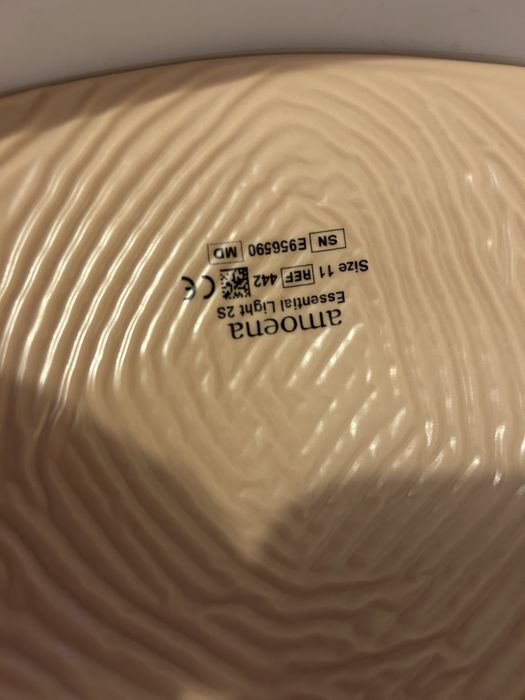 amoena
Essential Light 2S
Size 11 REF 442 CE
SN E956590 MD